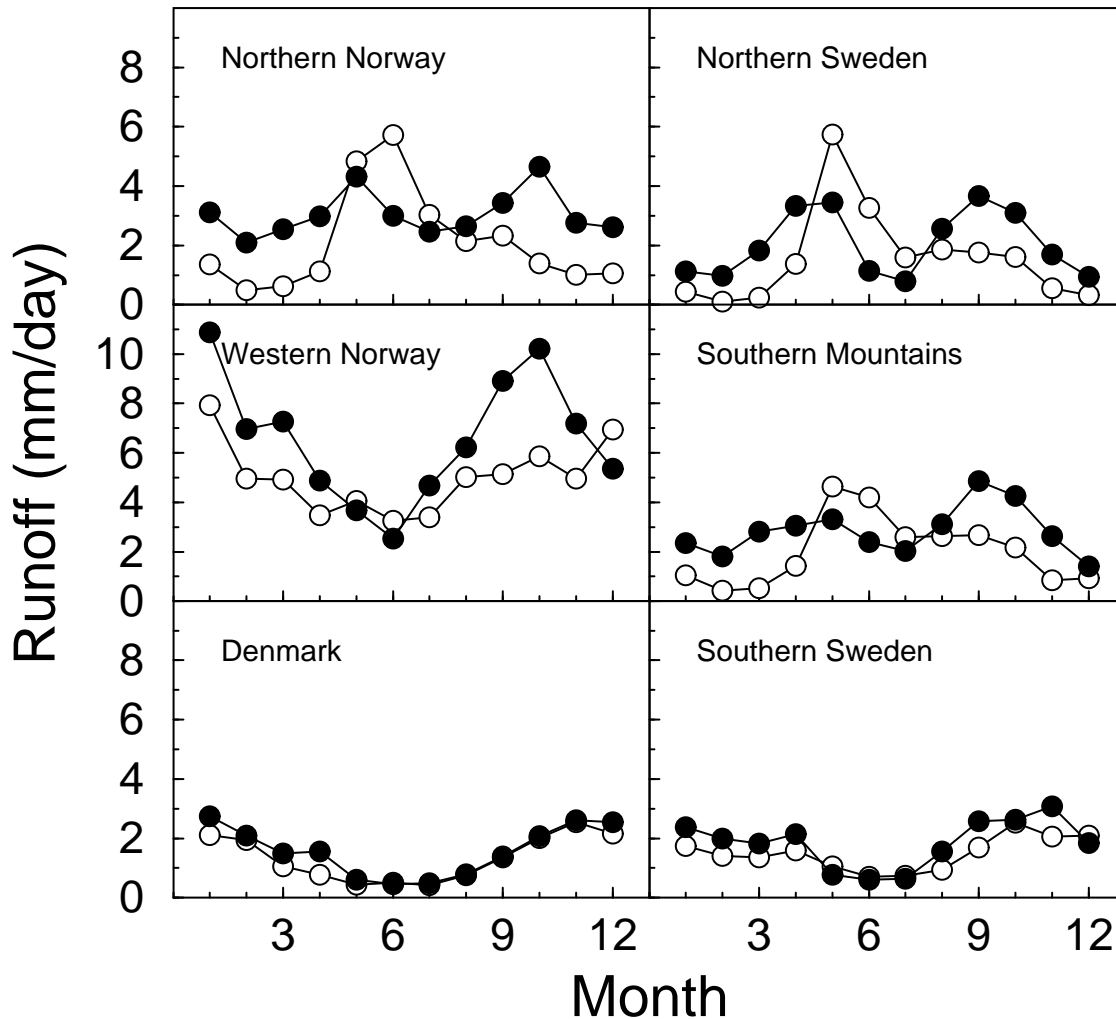 Runoff (mm/day)
8
6
4
2
0
Northern Norway
Northern Sweden
10
8
6
4
2
0
Western Norway
Southern Mountains
8
6
4
2
0
Denmark
Southern Sweden
3 6 9 12 3 6 9 12
Month